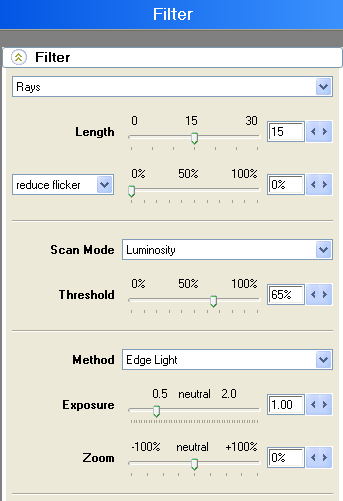 Filter
Filter
Rays
0 15 30
Length 15
0% 50% 100%
reduce flicker 0%
Scan Mode Luminosity
0% 50% 100%
Threshold 65%
Method Edge Light
0.5 neutral 2.0
Exposure 1.00
-100% neutral +100%
Zoom 0%